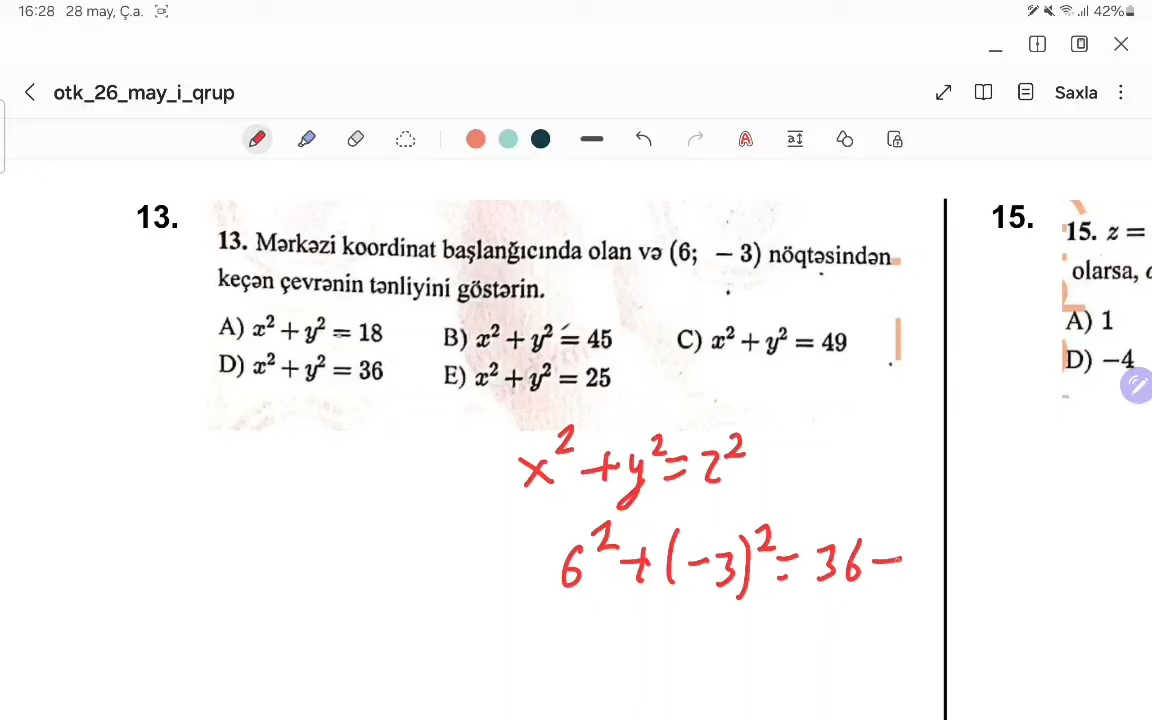 16:28 28 may, Ç.a. 42%
otk_26_may_i_qrup
Saxla
13.
13. Mərkəzi koordinat başlanğıcında olan və (6; − 3) nöqtəsindən
keçən çevrənin tənliyini göstərin.
A) x² + y² = 18 B) x² + y² = 45 C) x² + y² = 49
D) x² + y² = 36 E) x² + y² = 25
x² + y² = r²
6² + (−3)² = 36 −
15.
15. z =
olarsa,
A) 1
D) −4